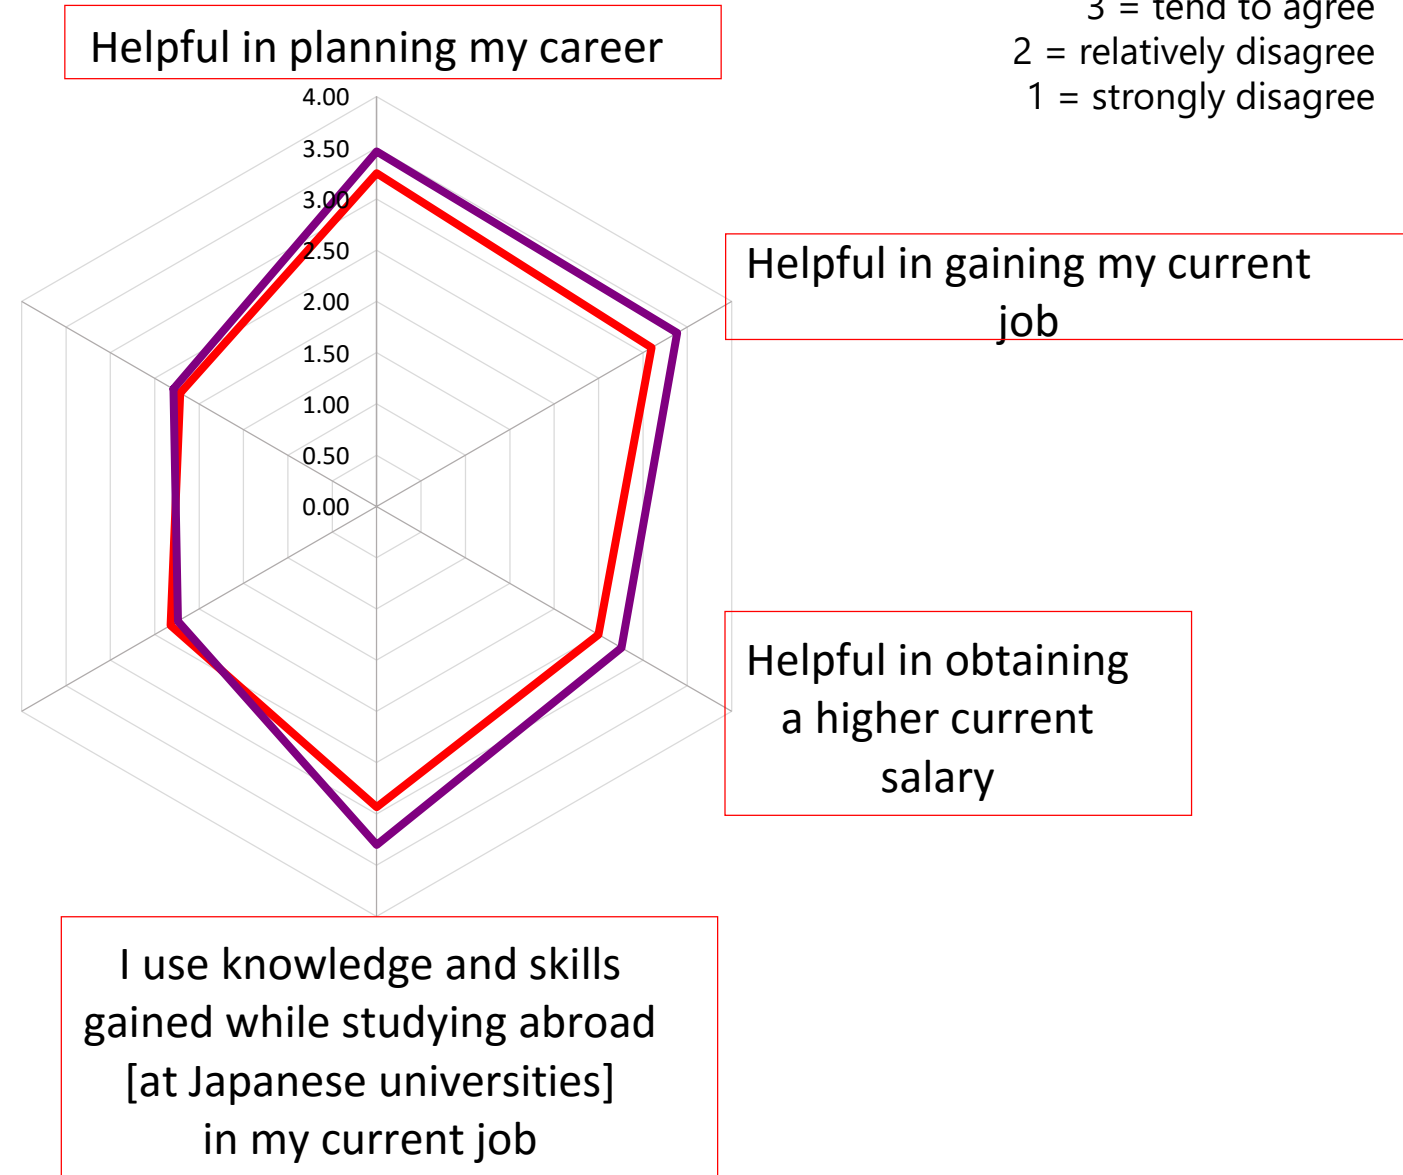 3 = tend to agree
2 = relatively disagree
1 = strongly disagree
Helpful in planning my career
4.00
3.50
3.00
2.50
2.00
1.50
1.00
0.50
0.00
Helpful in gaining my current
job
Helpful in obtaining
a higher current
salary
I use knowledge and skills
gained while studying abroad
[at Japanese universities]
in my current job